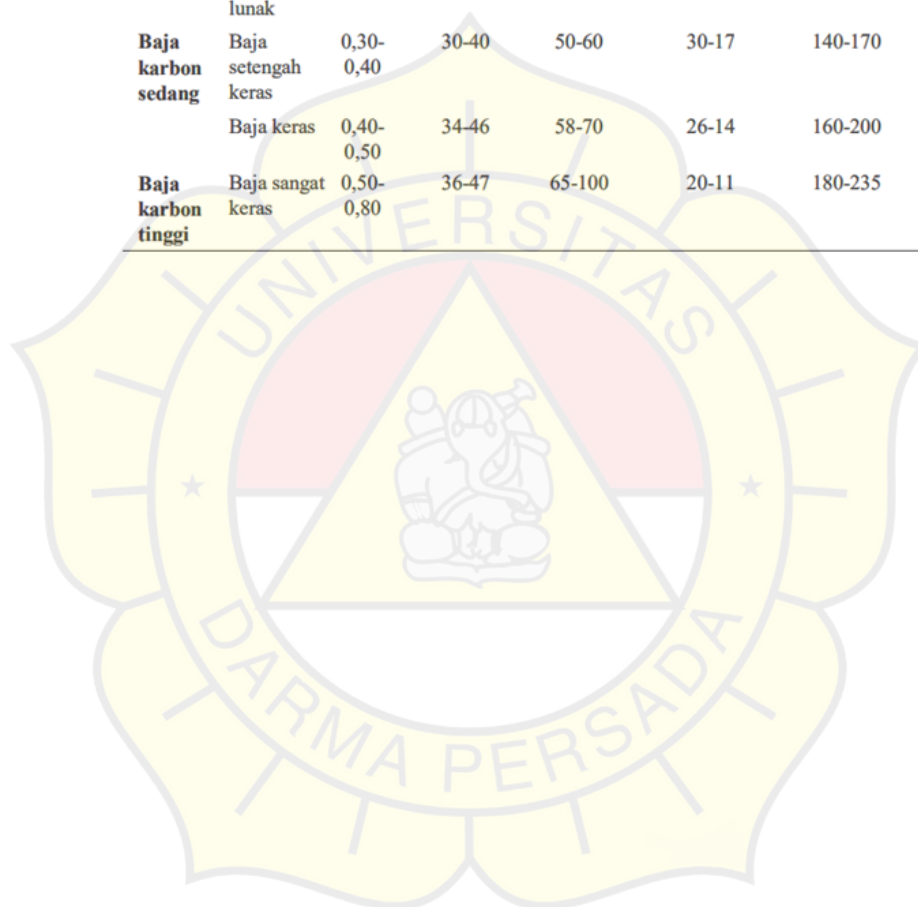 lunak
Baja Baja 0,30- 30-40 50-60 30-17 140-170
karbon setengah 0,40
sedang keras
Baja keras 0,40- 34-46 58-70 26-14 160-200
0,50
Baja Baja sangat 0,50- 36-47 65-100 20-11 180-235
karbon keras 0,80
tinggi
UNIVERSITAS
DARMA PERSADA